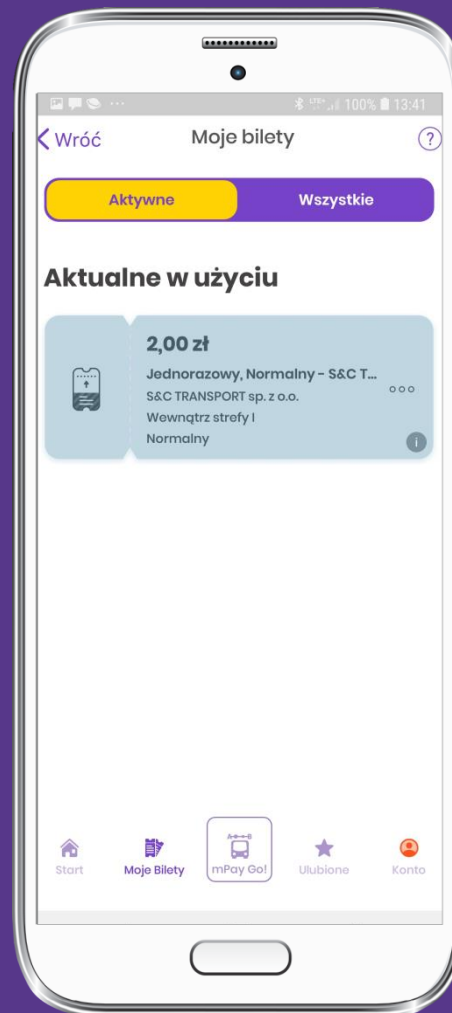 100% 13:41
Wróć
Moje bilety
?
Aktywne
Wszystkie
Aktualne w użyciu
2,00 zł
Jednorazowy, Normalny - S&C T...
S&C TRANSPORT sp. z o.o.
Wewnątrz strefy I
Normalny
i
A B
Start
Moje Bilety
mPay Go!
Ulubione
Konto